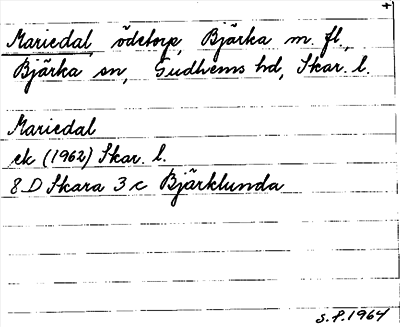 +
Mariedal, ödetorp, Bjärka m. fl.,
Bjärka sn, Gudhems hd, Skar. l.
Mariedal
ek (1962) Skar. l.
8 D Skara 3 c Bjärklunda
S.P. 1964